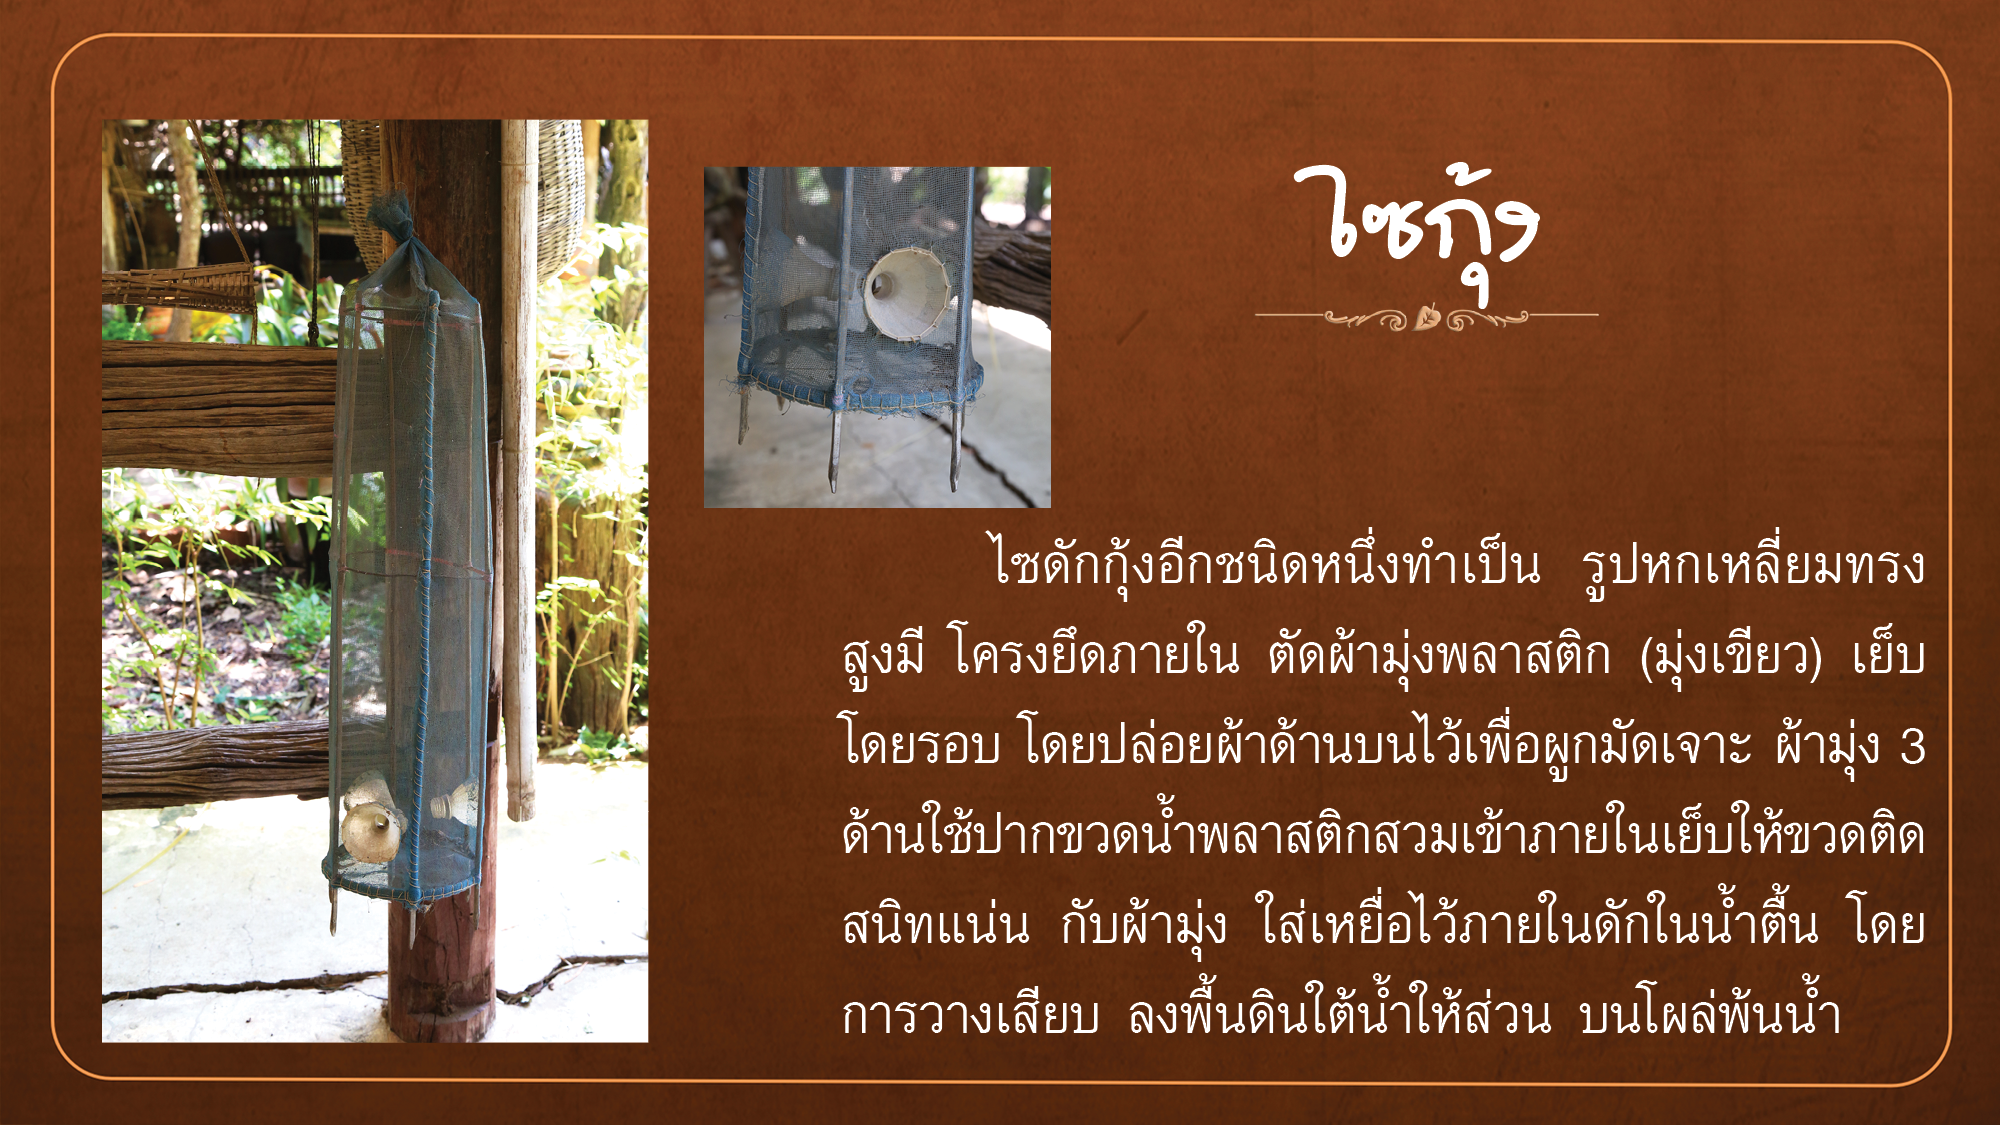 ไซกุ้ง
ไซดักกุ้งอีกชนิดหนึ่งทำเป็น รูปหกเหลี่ยมทรง
สูงมี โครงยึดภายใน ตัดผ้ามุ่งพลาสติก (มุ่งเขียว) เย็บ
โดยรอบ โดยปล่อยผ้าด้านบนไว้เพื่อผูกมัดเจาะ ผ้ามุ่ง 3
ด้านใช้ปากขวดน้ำพลาสติกสวมเข้าภายในเย็บให้ขวดติด
สนิทแน่น กับผ้ามุ่ง ใส่เหยื่อไว้ภายในดักในน้ำตื้น โดย
การวางเสียบ ลงพื้นดินใต้น้ำให้ส่วน บนโผล่พ้นน้ำ